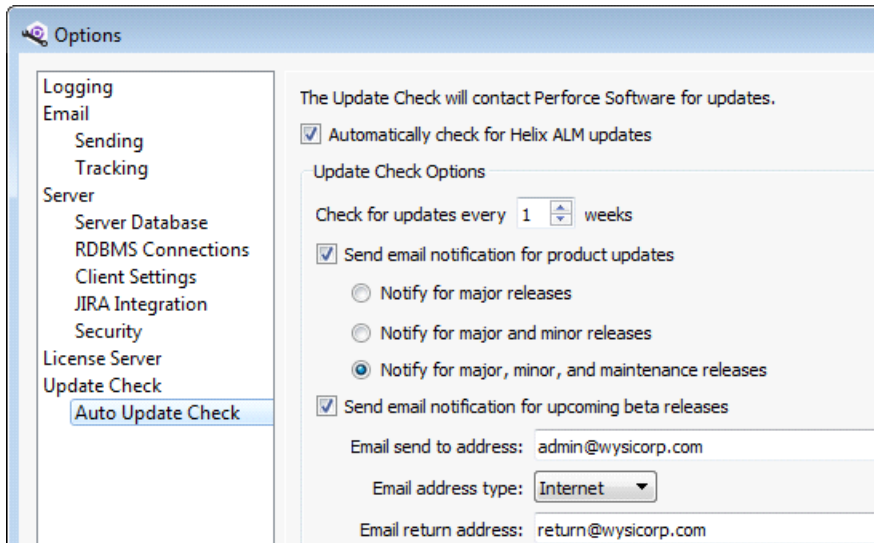 Options
Logging
Email
Sending
Tracking
Server
Server Database
RDBMS Connections
Client Settings
JIRA Integration
Security
License Server
Update Check
Auto Update Check
The Update Check will contact Perforce Software for updates.
Automatically check for Helix ALM updates
Update Check Options
Check for updates every 1 weeks
Send email notification for product updates
Notify for major releases
Notify for major and minor releases
Notify for major, minor, and maintenance releases
Send email notification for upcoming beta releases
Email send to address: admin@wysicorp.com
Email address type: Internet
Email return address: return@wysicorp.com